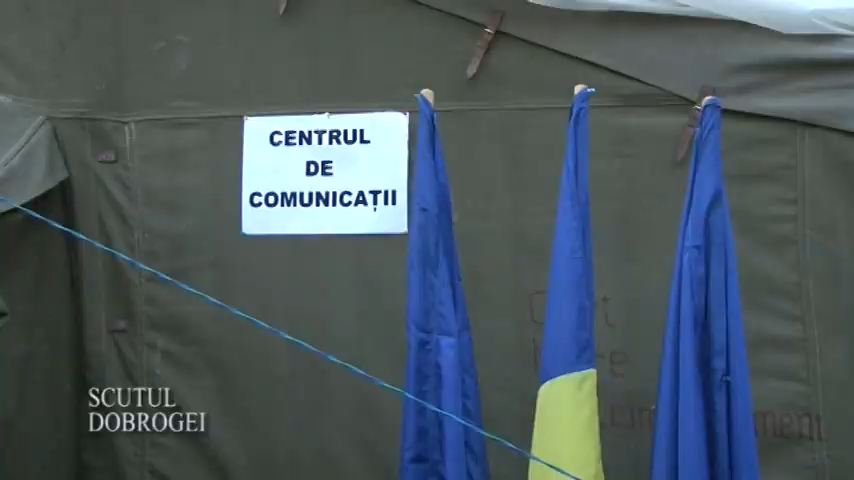 CENTRUL
DE
COMUNICAȚII
SCUTUL
DOBROGEI